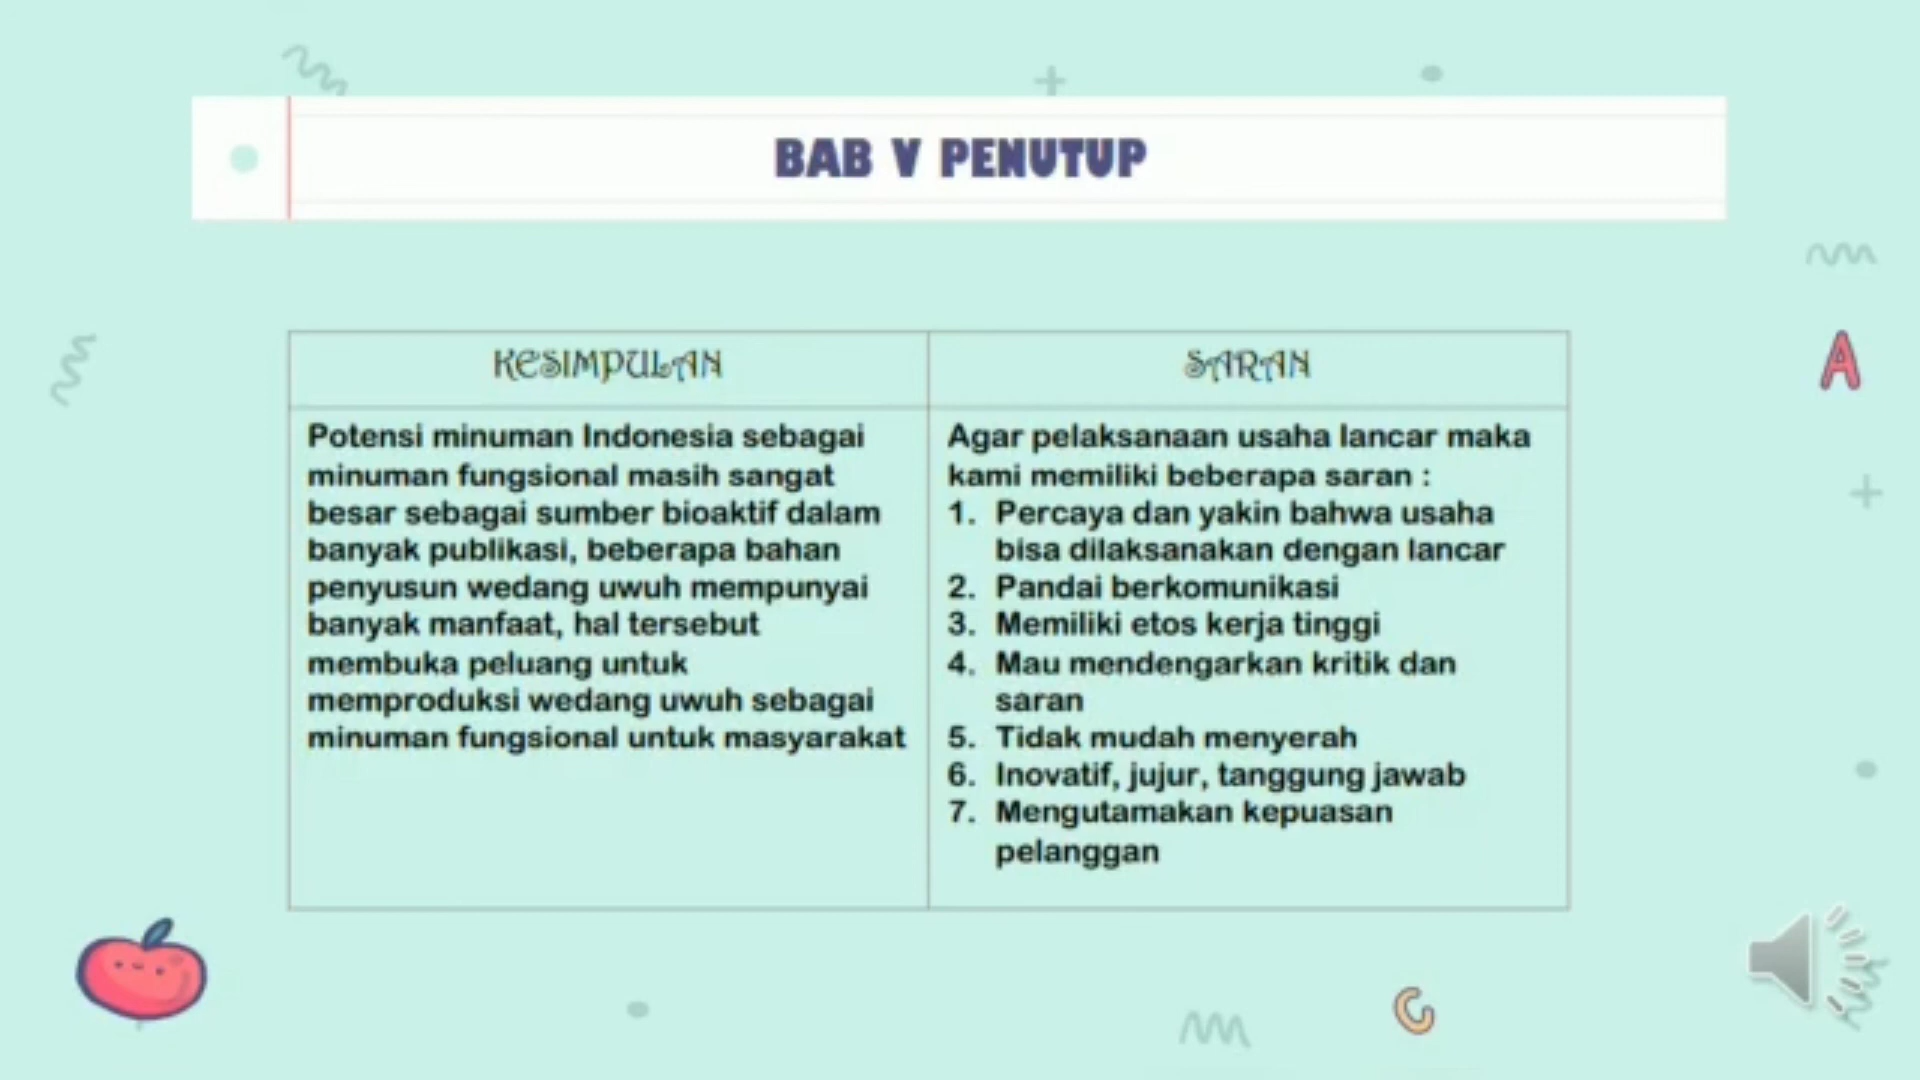 BAB V PENUTUP
KESIMPULAN
Potensi minuman Indonesia sebagai
minuman fungsional masih sangat
besar sebagai sumber bioaktif dalam
banyak publikasi, beberapa bahan
penyusun wedang uwuh mempunyai
banyak manfaat, hal tersebut
membuka peluang untuk
memproduksi wedang uwuh sebagai
minuman fungsional untuk masyarakat
SARAN
Agar pelaksanaan usaha lancar maka
kami memiliki beberapa saran :
1. Percaya dan yakin bahwa usaha
bisa dilaksanakan dengan lancar
2. Pandai berkomunikasi
3. Memiliki etos kerja tinggi
4. Mau mendengarkan kritik dan
saran
5. Tidak mudah menyerah
6. Inovatif, jujur, tanggung jawab
7. Mengutamakan kepuasan
pelanggan
A
C